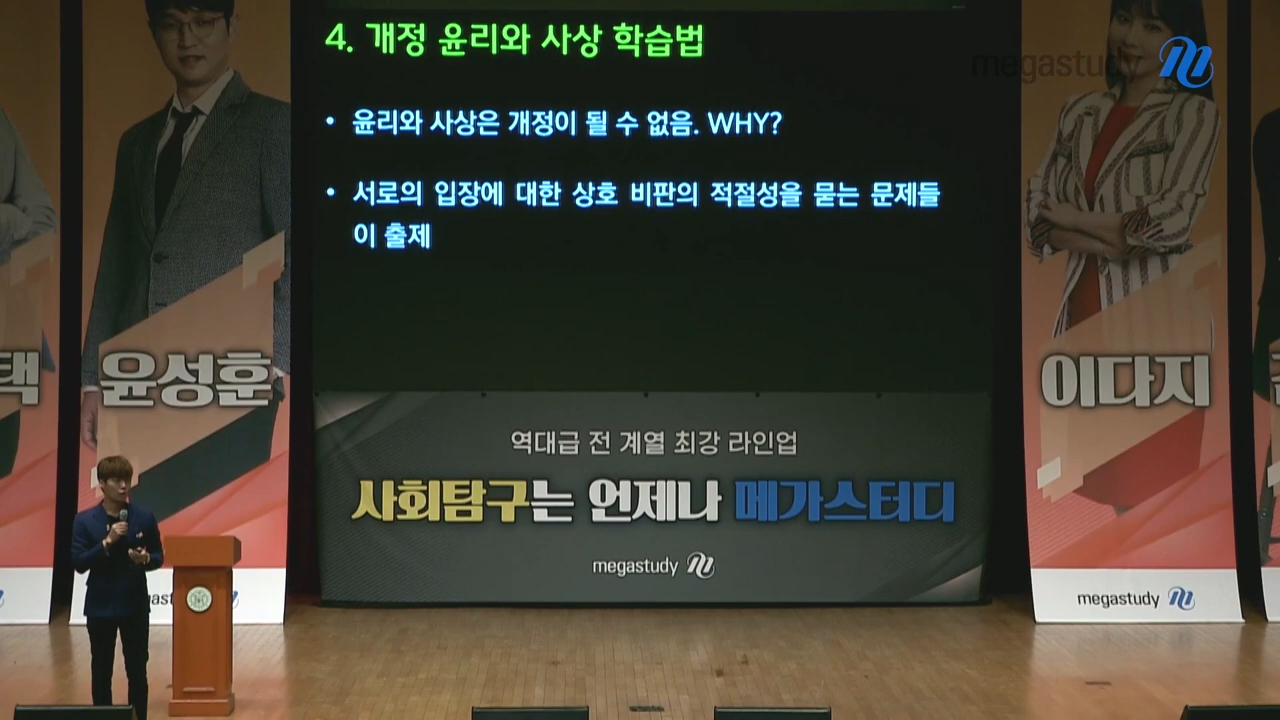 4. 개정 윤리와 사상 학습법
megastudy
• 윤리와 사상은 개정이 될 수 없음. WHY?
• 서로의 입장에 대한 상호 비판의 적절성을 묻는 문제들
이 출제
택
윤성훈
이다지
역대급 전 계열 최강 라인업
사회탐구는 언제나 메가스터디
megastudy
megastudy